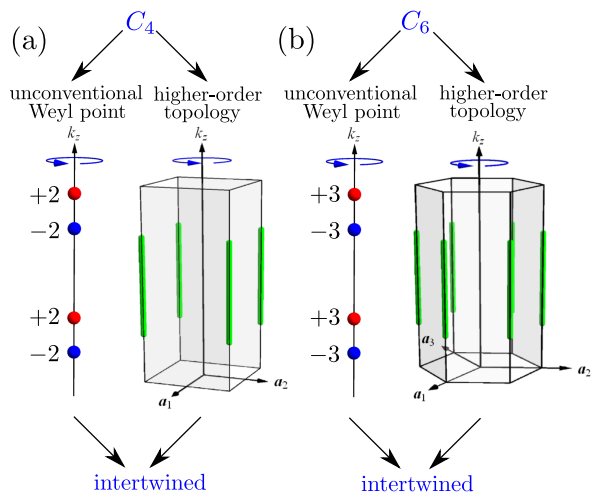 (a)
C4
unconventional
Weyl point
higher-order
topology
kz
kz
+2
−2
+2
−2
a1
a2
intertwined
(b)
C6
unconventional
Weyl point
higher-order
topology
kz
kz
+3
−3
+3
−3
a3
a1
a2
intertwined